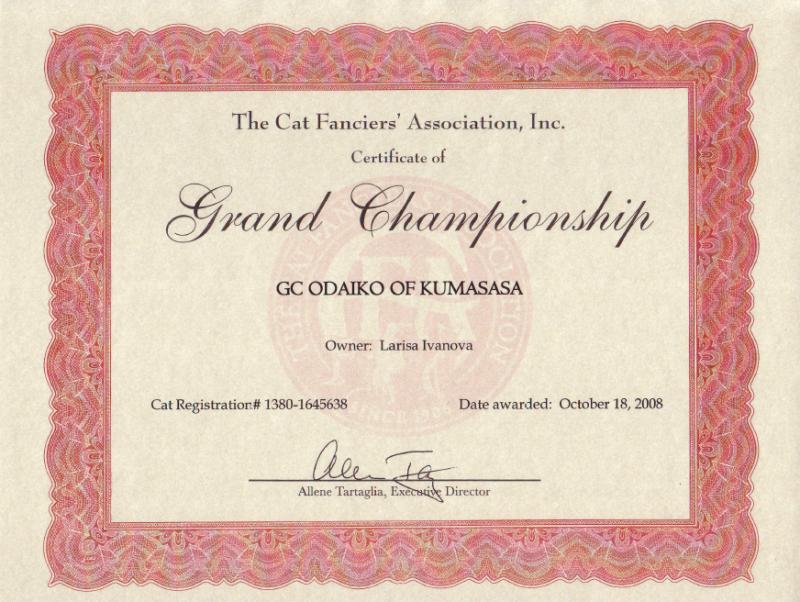 The Cat Fanciers' Association, Inc.
Certificate of
Grand Championship
GC ODAIKO OF KUMASASA
Owner: Larisa Ivanova
Cat Registration# 1380-1645638 Date awarded: October 18, 2008
Allene Tartaglia, Executive Director